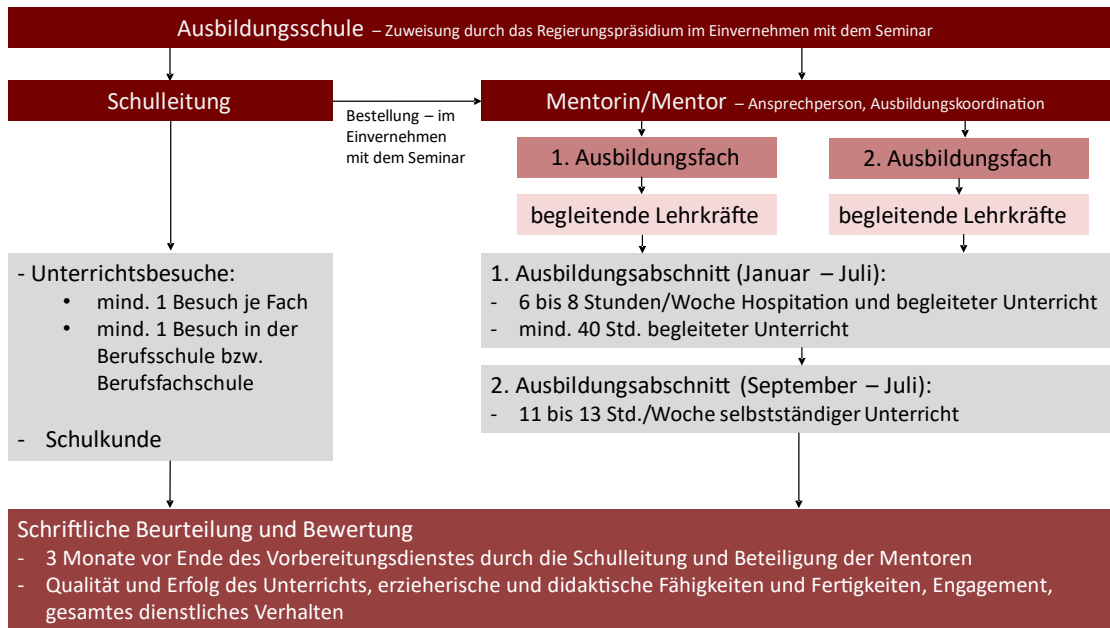 Ausbildungsschule – Zuweisung durch das Regierungspräsidium im Einvernehmen mit dem Seminar
Schulleitung
Bestellung – im
Einvernehmen
mit dem Seminar
Mentorin/Mentor – Ansprechperson, Ausbildungskoordination
1. Ausbildungsfach
2. Ausbildungsfach
begleitende Lehrkräfte
begleitende Lehrkräfte
- Unterrichtsbesuche:
• mind. 1 Besuch je Fach
• mind. 1 Besuch in der
Berufsschule bzw.
Berufsfachschule
- Schulkunde
1. Ausbildungsabschnitt (Januar – Juli):
- 6 bis 8 Stunden/Woche Hospitation und begleiteter Unterricht
- mind. 40 Std. begleiteter Unterricht
2. Ausbildungsabschnitt (September – Juli):
- 11 bis 13 Std./Woche selbstständiger Unterricht
Schriftliche Beurteilung und Bewertung
- 3 Monate vor Ende des Vorbereitungsdienstes durch die Schulleitung und Beteiligung der Mentoren
- Qualität und Erfolg des Unterrichts, erzieherische und didaktische Fähigkeiten und Fertigkeiten, Engagement,
gesamtes dienstliches Verhalten